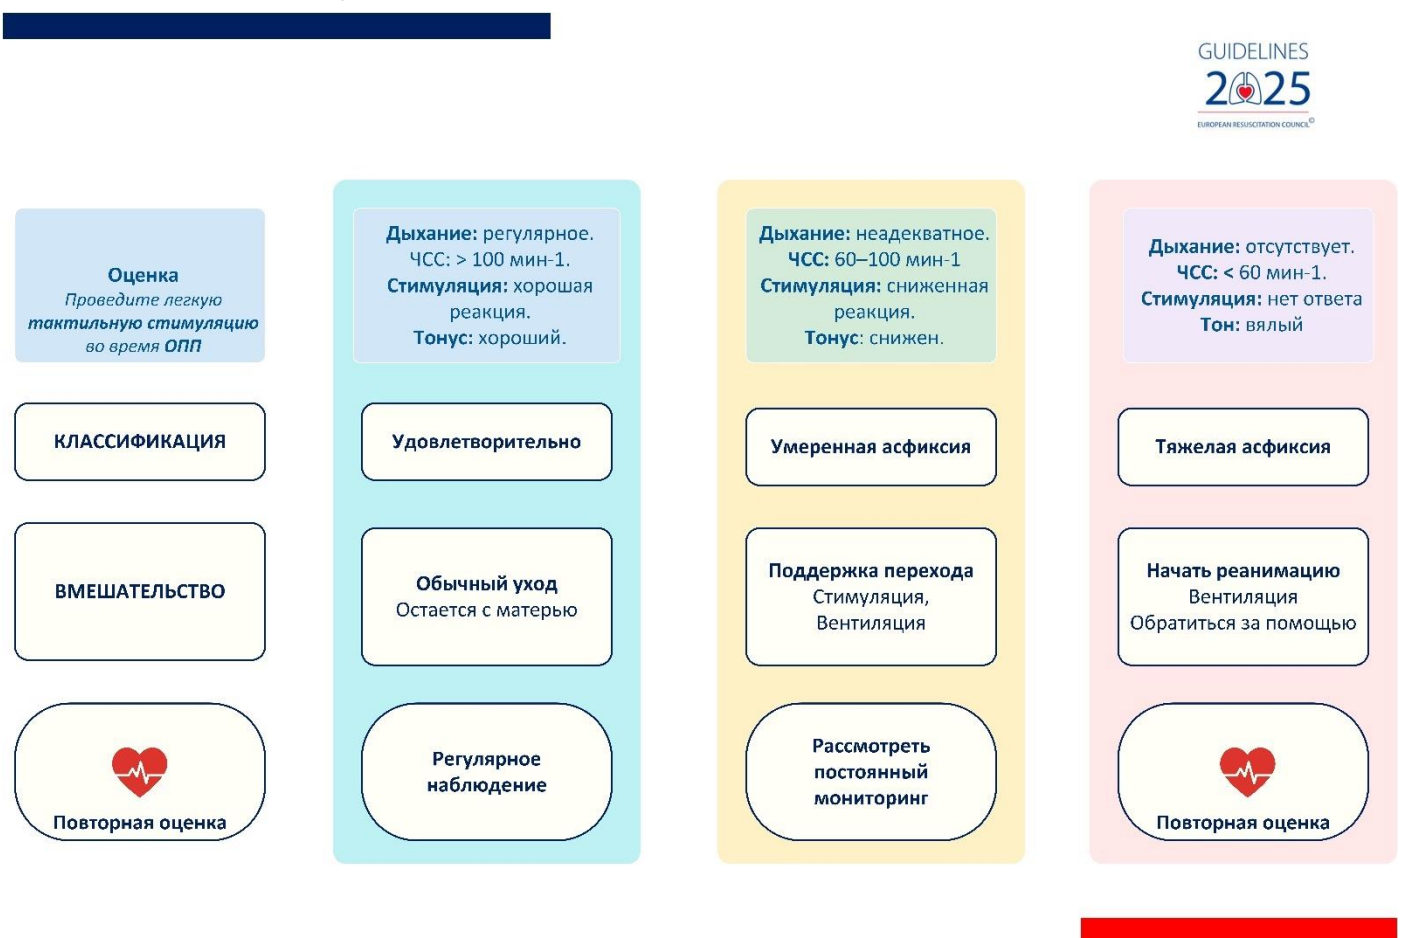 GUIDELINES
2025
EUROPEAN RESUSCITATION COUNCIL©
Оценка
Проведите легкую
тактильную стимуляцию
во время ОПП
КЛАССИФИКАЦИЯ
ВМЕШАТЕЛЬСТВО
Повторная оценка
Дыхание: регулярное.
ЧСС: > 100 мин-1.
Стимуляция: хорошая
реакция.
Тонус: хороший.
Удовлетворительно
Обычный уход
Остается с матерью
Регулярное
наблюдение
Дыхание: неадекватное.
ЧСС: 60–100 мин-1
Стимуляция: сниженная
реакция.
Тонус: снижен.
Умеренная асфиксия
Поддержка перехода
Стимуляция,
Вентиляция
Рассмотреть
постоянный
мониторинг
Дыхание: отсутствует.
ЧСС: < 60 мин-1.
Стимуляция: нет ответа
Тон: вялый
Тяжелая асфиксия
Начать реанимацию
Вентиляция
Обратиться за помощью
Повторная оценка